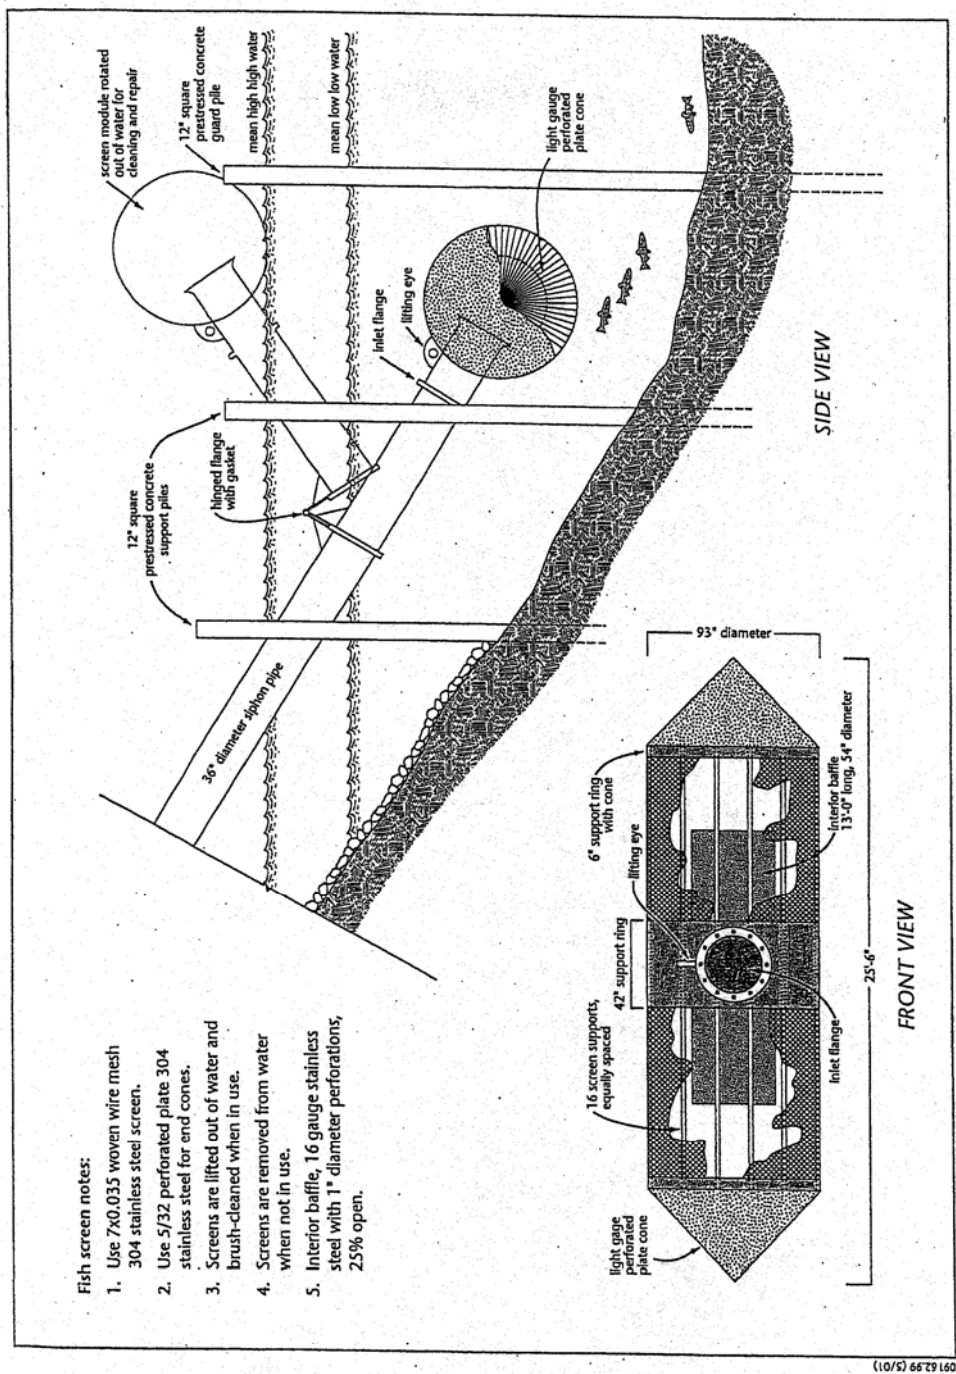 Fish screen notes:
1. Use 7x0.035 woven wire mesh
304 stainless steel screen.
2. Use 5/32 perforated plate 304
stainless steel for end cones.
3. Screens are lifted out of water and
brush-cleaned when in use.
4. Screens are removed from water
when not in use.
5. Interior baffle, 16 gauge stainless
steel with 1" diameter perforations,
25% open.
36" diameter siphon pipe
12" square
prestressed concrete
support piles
hinged flange
with gasket
screen module rotated
out of water for
cleaning and repair
12" square
prestressed concrete
guard pile
mean high high water
mean low low water
inlet flange
lifting eye
light gauge
perforated
plate cone
SIDE VIEW
light gage
perforated
plate cone
16 screen supports,
equally spaced
42" support ring
lifting eye
6" support ring
with cone
93" diameter
Inlet flange
Interior baffle
13'-0" long, 54" diameter
25'-6"
FRONT VIEW
091 62.99 (5/01)